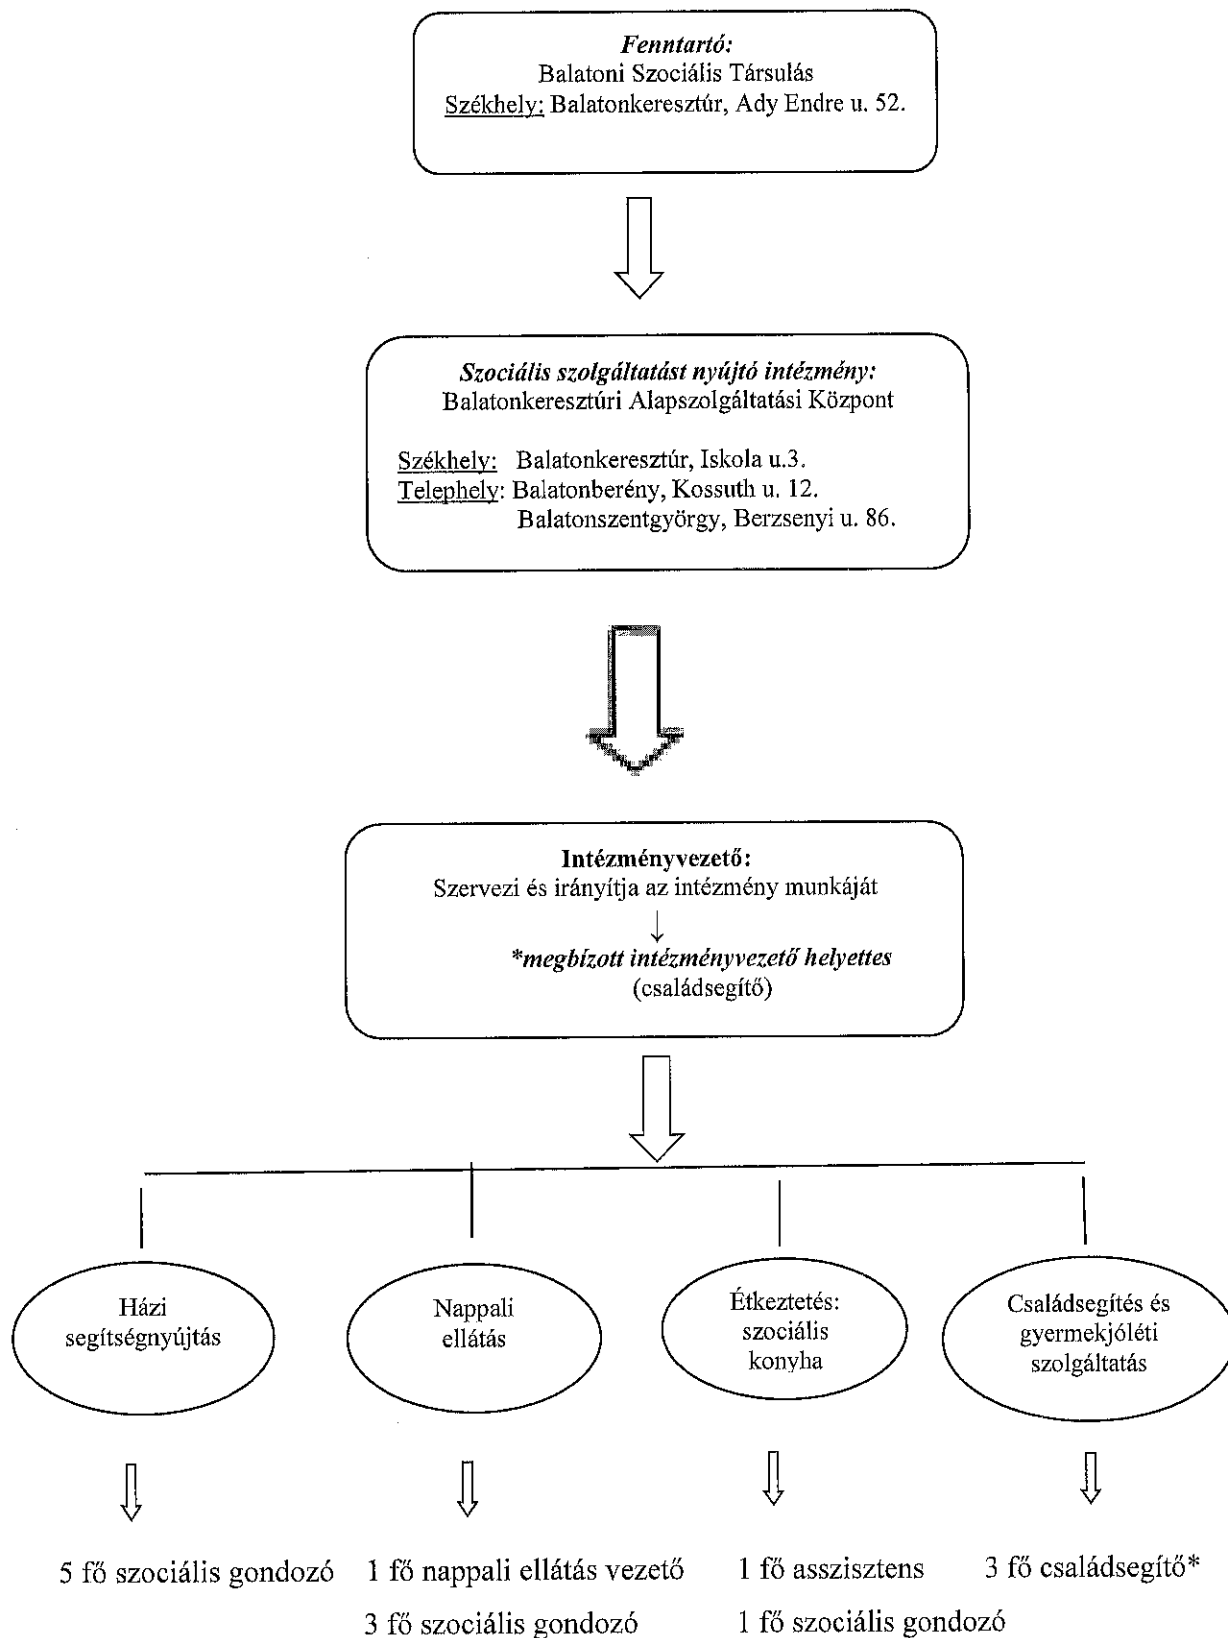 Fenntartó:
Balatoni Szociális Társulás
Székhely: Balatonkeresztúr, Ady Endre u. 52.
Szociális szolgáltatást nyújtó intézmény:
Balatonkeresztúri Alapszolgáltatási Központ
Székhely: Balatonkeresztúr, Iskola u.3.
Telephely: Balatonberény, Kossuth u. 12.
Balatonszentgyörgy, Berzsenyi u. 86.
Intézményvezető:
Szervezi és irányítja az intézmény munkáját
↓
*megbízott intézményvezető helyettes
(családsegítő)
Házi
segítségnyújtás
Nappali
ellátás
Étkeztetés:
szociális
konyha
Családsegítés és
gyermekjóléti
szolgáltatás
5 fő szociális gondozó
1 fő nappali ellátás vezető
3 fő szociális gondozó
1 fő asszisztens
1 fő szociális gondozó
3 fő családsegítő*